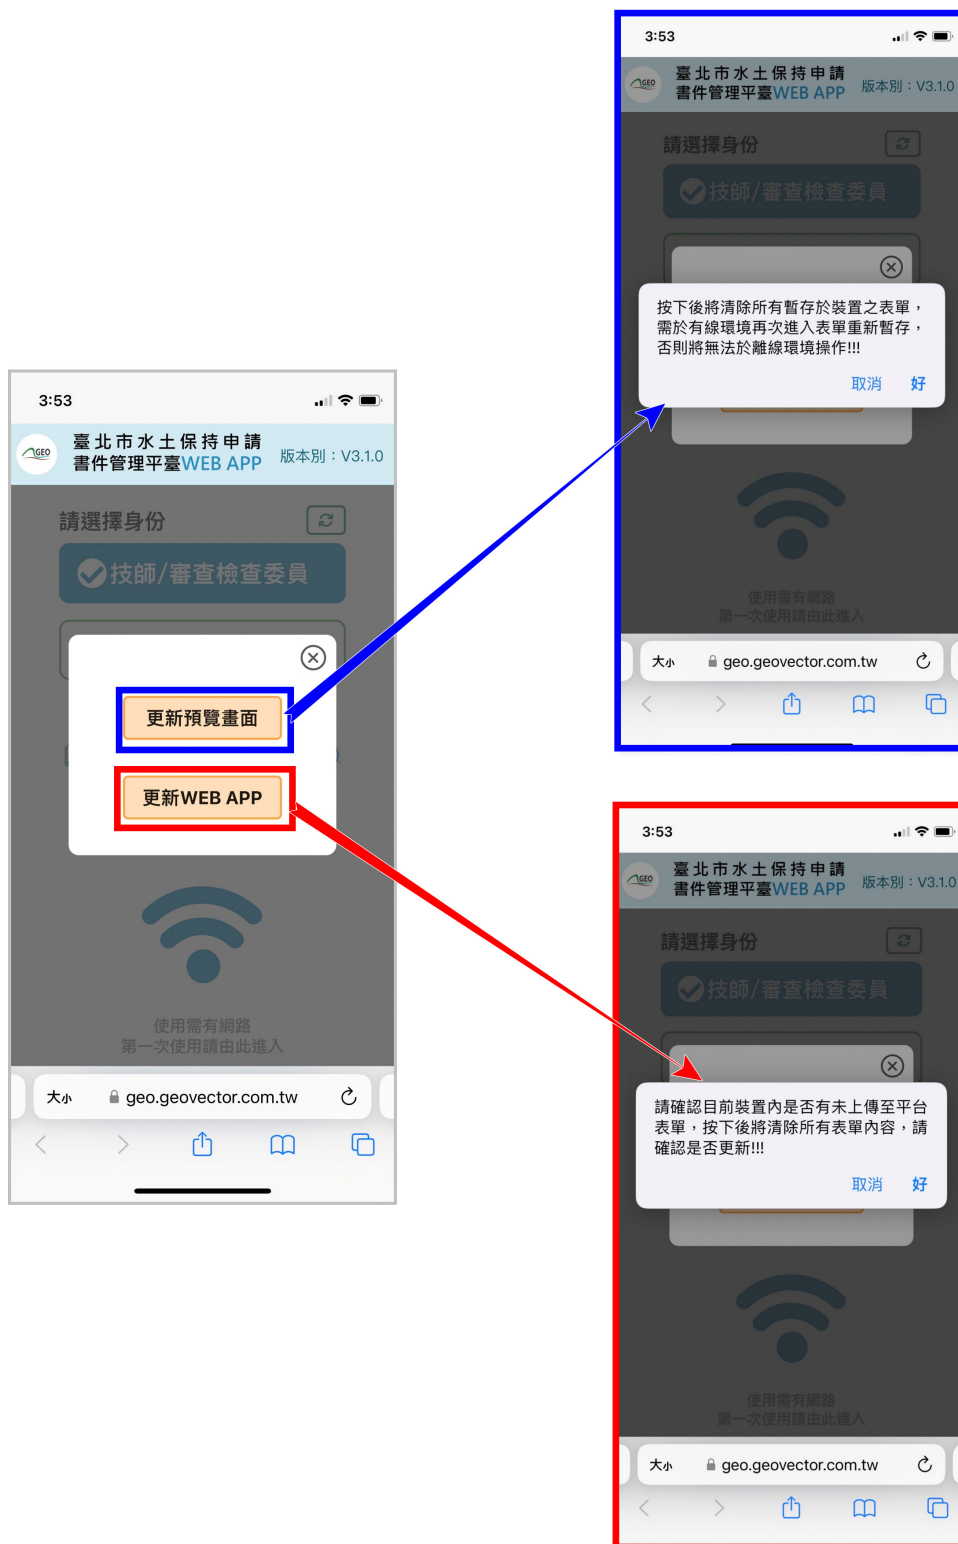 3:53
GEO
臺北市水土保持申請
書件管理平臺WEB APP
版本別：V3.1.0
請選擇身份
技師/審查檢查委員
更新預覽畫面
更新WEB APP
使用需有網路
第一次使用請由此進入
大小
geo.geovector.com.tw
3:53
GEO
臺北市水土保持申請
書件管理平臺WEB APP
版本別：V3.1.0
請選擇身份
技師/審查檢查委員
按下後將清除所有暫存於裝置之表單，
需於有線環境再次進入表單重新暫存，
否則將無法於離線環境操作!!!
取消
好
使用需有網路
第一次使用請由此進入
大小
geo.geovector.com.tw
3:53
GEO
臺北市水土保持申請
書件管理平臺WEB APP
版本別：V3.1.0
請選擇身份
技師/審查檢查委員
請確認目前裝置內是否有未上傳至平台
表單，按下後將清除所有表單內容，請
確認是否更新!!!
取消
好
使用需有網路
第一次使用請由此進入
大小
geo.geovector.com.tw